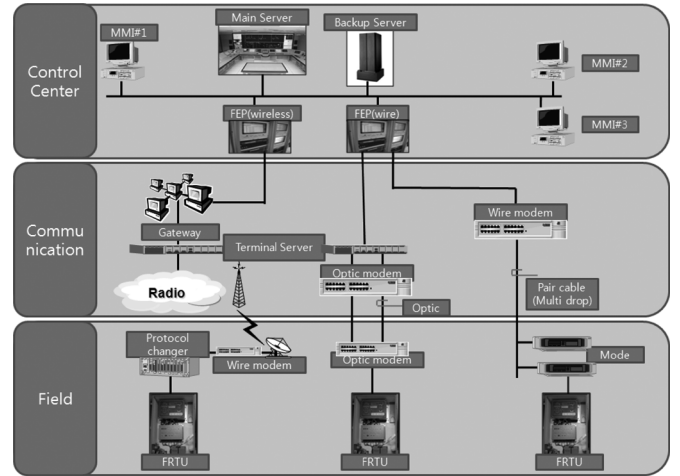 Control
Center
MMI#1
Main Server
Backup Server
MMI#2
MMI#3
FEP(wireless)
FEP(wire)
Commu
nication
Gateway
Terminal Server
Wire modem
Radio
Optic modem
Optic
Pair cable
(Multi drop)
Field
Protocol
changer
Wire modem
Optic modem
Mode
FRTU
FRTU
FRTU